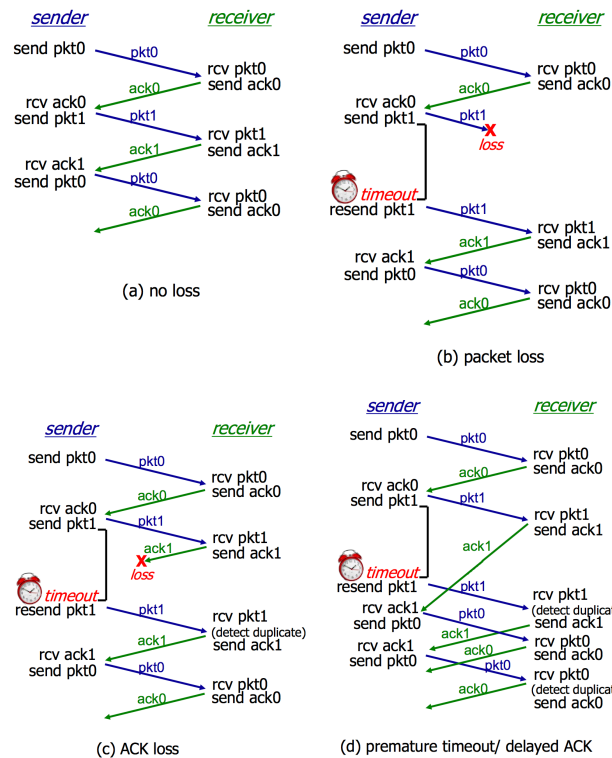 sender
receiver
send pkt0
pkt0
rcv pkt0
send ack0
ack0
rcv ack0
send pkt1
pkt1
rcv pkt1
send ack1
ack1
rcv ack1
send pkt0
pkt0
rcv pkt0
send ack0
ack0
(a) no loss
sender
receiver
send pkt0
pkt0
rcv pkt0
send ack0
ack0
rcv ack0
send pkt1
pkt1
X
loss
timeout
resend pkt1
pkt1
rcv pkt1
send ack1
ack1
rcv ack1
send pkt0
pkt0
rcv pkt0
send ack0
ack0
(b) packet loss
sender
receiver
send pkt0
pkt0
rcv pkt0
send ack0
ack0
rcv ack0
send pkt1
pkt1
rcv pkt1
send ack1
ack1
X
loss
timeout
resend pkt1
pkt1
rcv pkt1
(detect duplicate)
send ack1
ack1
rcv ack1
send pkt0
pkt0
rcv pkt0
send ack0
ack0
(c) ACK loss
sender
receiver
send pkt0
pkt0
rcv pkt0
send ack0
ack0
rcv ack0
send pkt1
pkt1
rcv pkt1
send ack1
ack1
timeout
resend pkt1
pkt1
rcv pkt1
(detect duplicate
send ack1
rcv ack1
send pkt0
pkt0
ack1
rcv pkt0
send ack0
ack0
rcv ack1
send pkt0
pkt0
rcv pkt0
(detect duplicate
send ack0
ack0
(d) premature timeout/ delayed ACK